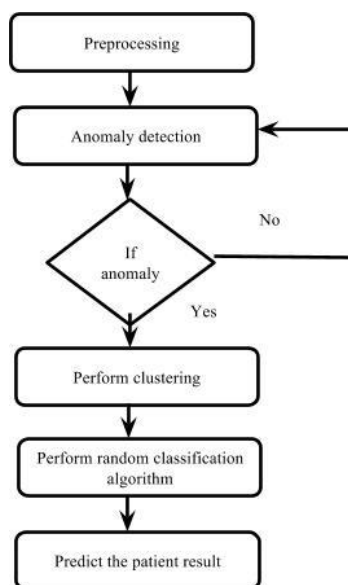 Preprocessing
Anomaly detection
If
anomaly
No
Yes
Perform clustering
Perform random classification
algorithm
Predict the patient result